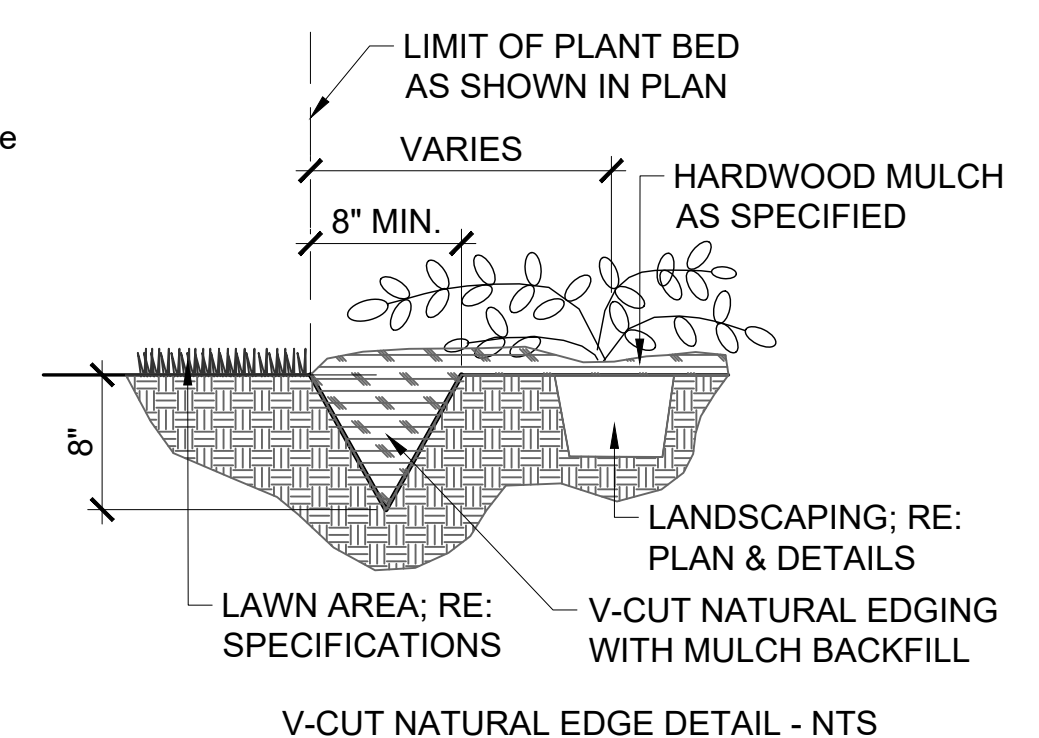 LIMIT OF PLANT BED
AS SHOWN IN PLAN
e
VARIES
HARDWOOD MULCH
AS SPECIFIED
8" MIN.
8"
LANDSCAPING; RE:
PLAN & DETAILS
LAWN AREA; RE:
SPECIFICATIONS
V-CUT NATURAL EDGING
WITH MULCH BACKFILL
V-CUT NATURAL EDGE DETAIL - NTS